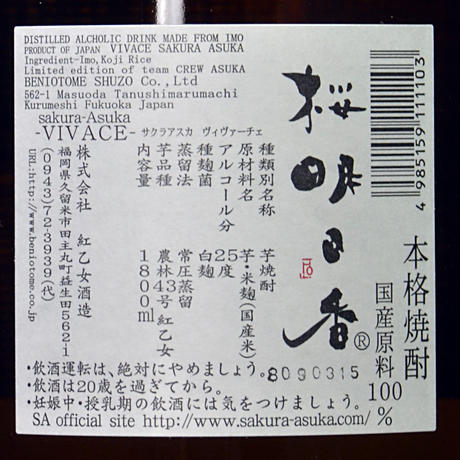 DISTILLED ALCHOLIC DRINK MADE FROM IMO
PRODUCT OF JAPAN VIVACE SAKURA ASUKA
Ingredient-Imo,Koji Rice
Limited edition of team CREW ASUKA
BENIOTOME SHUZO Co., Ltd
562-1 Masuoda Tanushimarumachi
Kurumeshi Fukuoka Japan
sakura-Asuka
-VIVACE- サクラアスカ ヴィヴァーチェ
4985159111103
本格焼酎
国産原料100%
桜明日香®
種類別名称 芋焼酎
原材料名 芋・米麹(国産米)
アルコール分 25度
種麹菌 白麹
蒸留法 常圧蒸留
芋品種 農林43号 紅乙女
内容量 1800ml
株式会社 紅乙女酒造
福岡県久留米市田主丸町益生田562-1
(0943)72-3939(代)
URL:http://www.beniotome.co.jp
8090315
・飲酒運転は、絶対にやめましょう。
・飲酒は20歳を過ぎてから。
・妊娠中・授乳期の飲酒には気をつけましょう。
SA official site http://www.sakura-asuka.com/